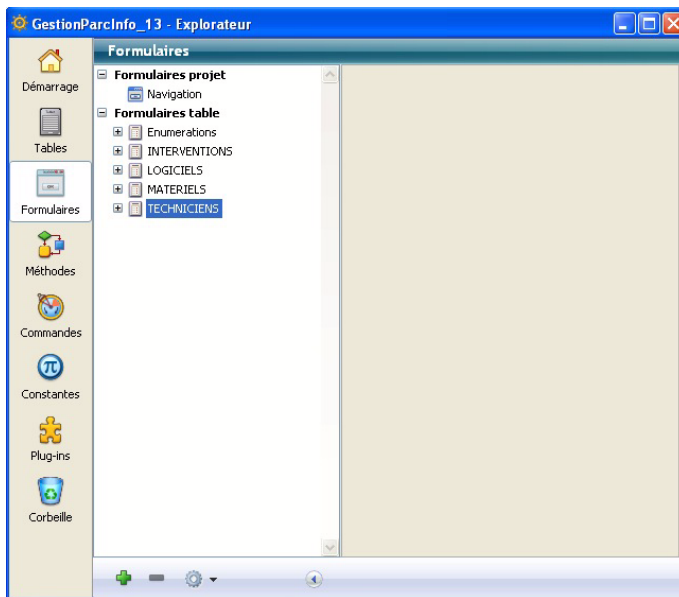 GestionParcInfo_13 - Explorateur
Formulaires
Démarrage
Tables
Formulaires
Méthodes
Commandes
Constantes
Plug-ins
Corbeille
Formulaires projet
Navigation
Formulaires table
Enumerations
INTERVENTIONS
LOGICIELS
MATERIELS
TECHNICIENS